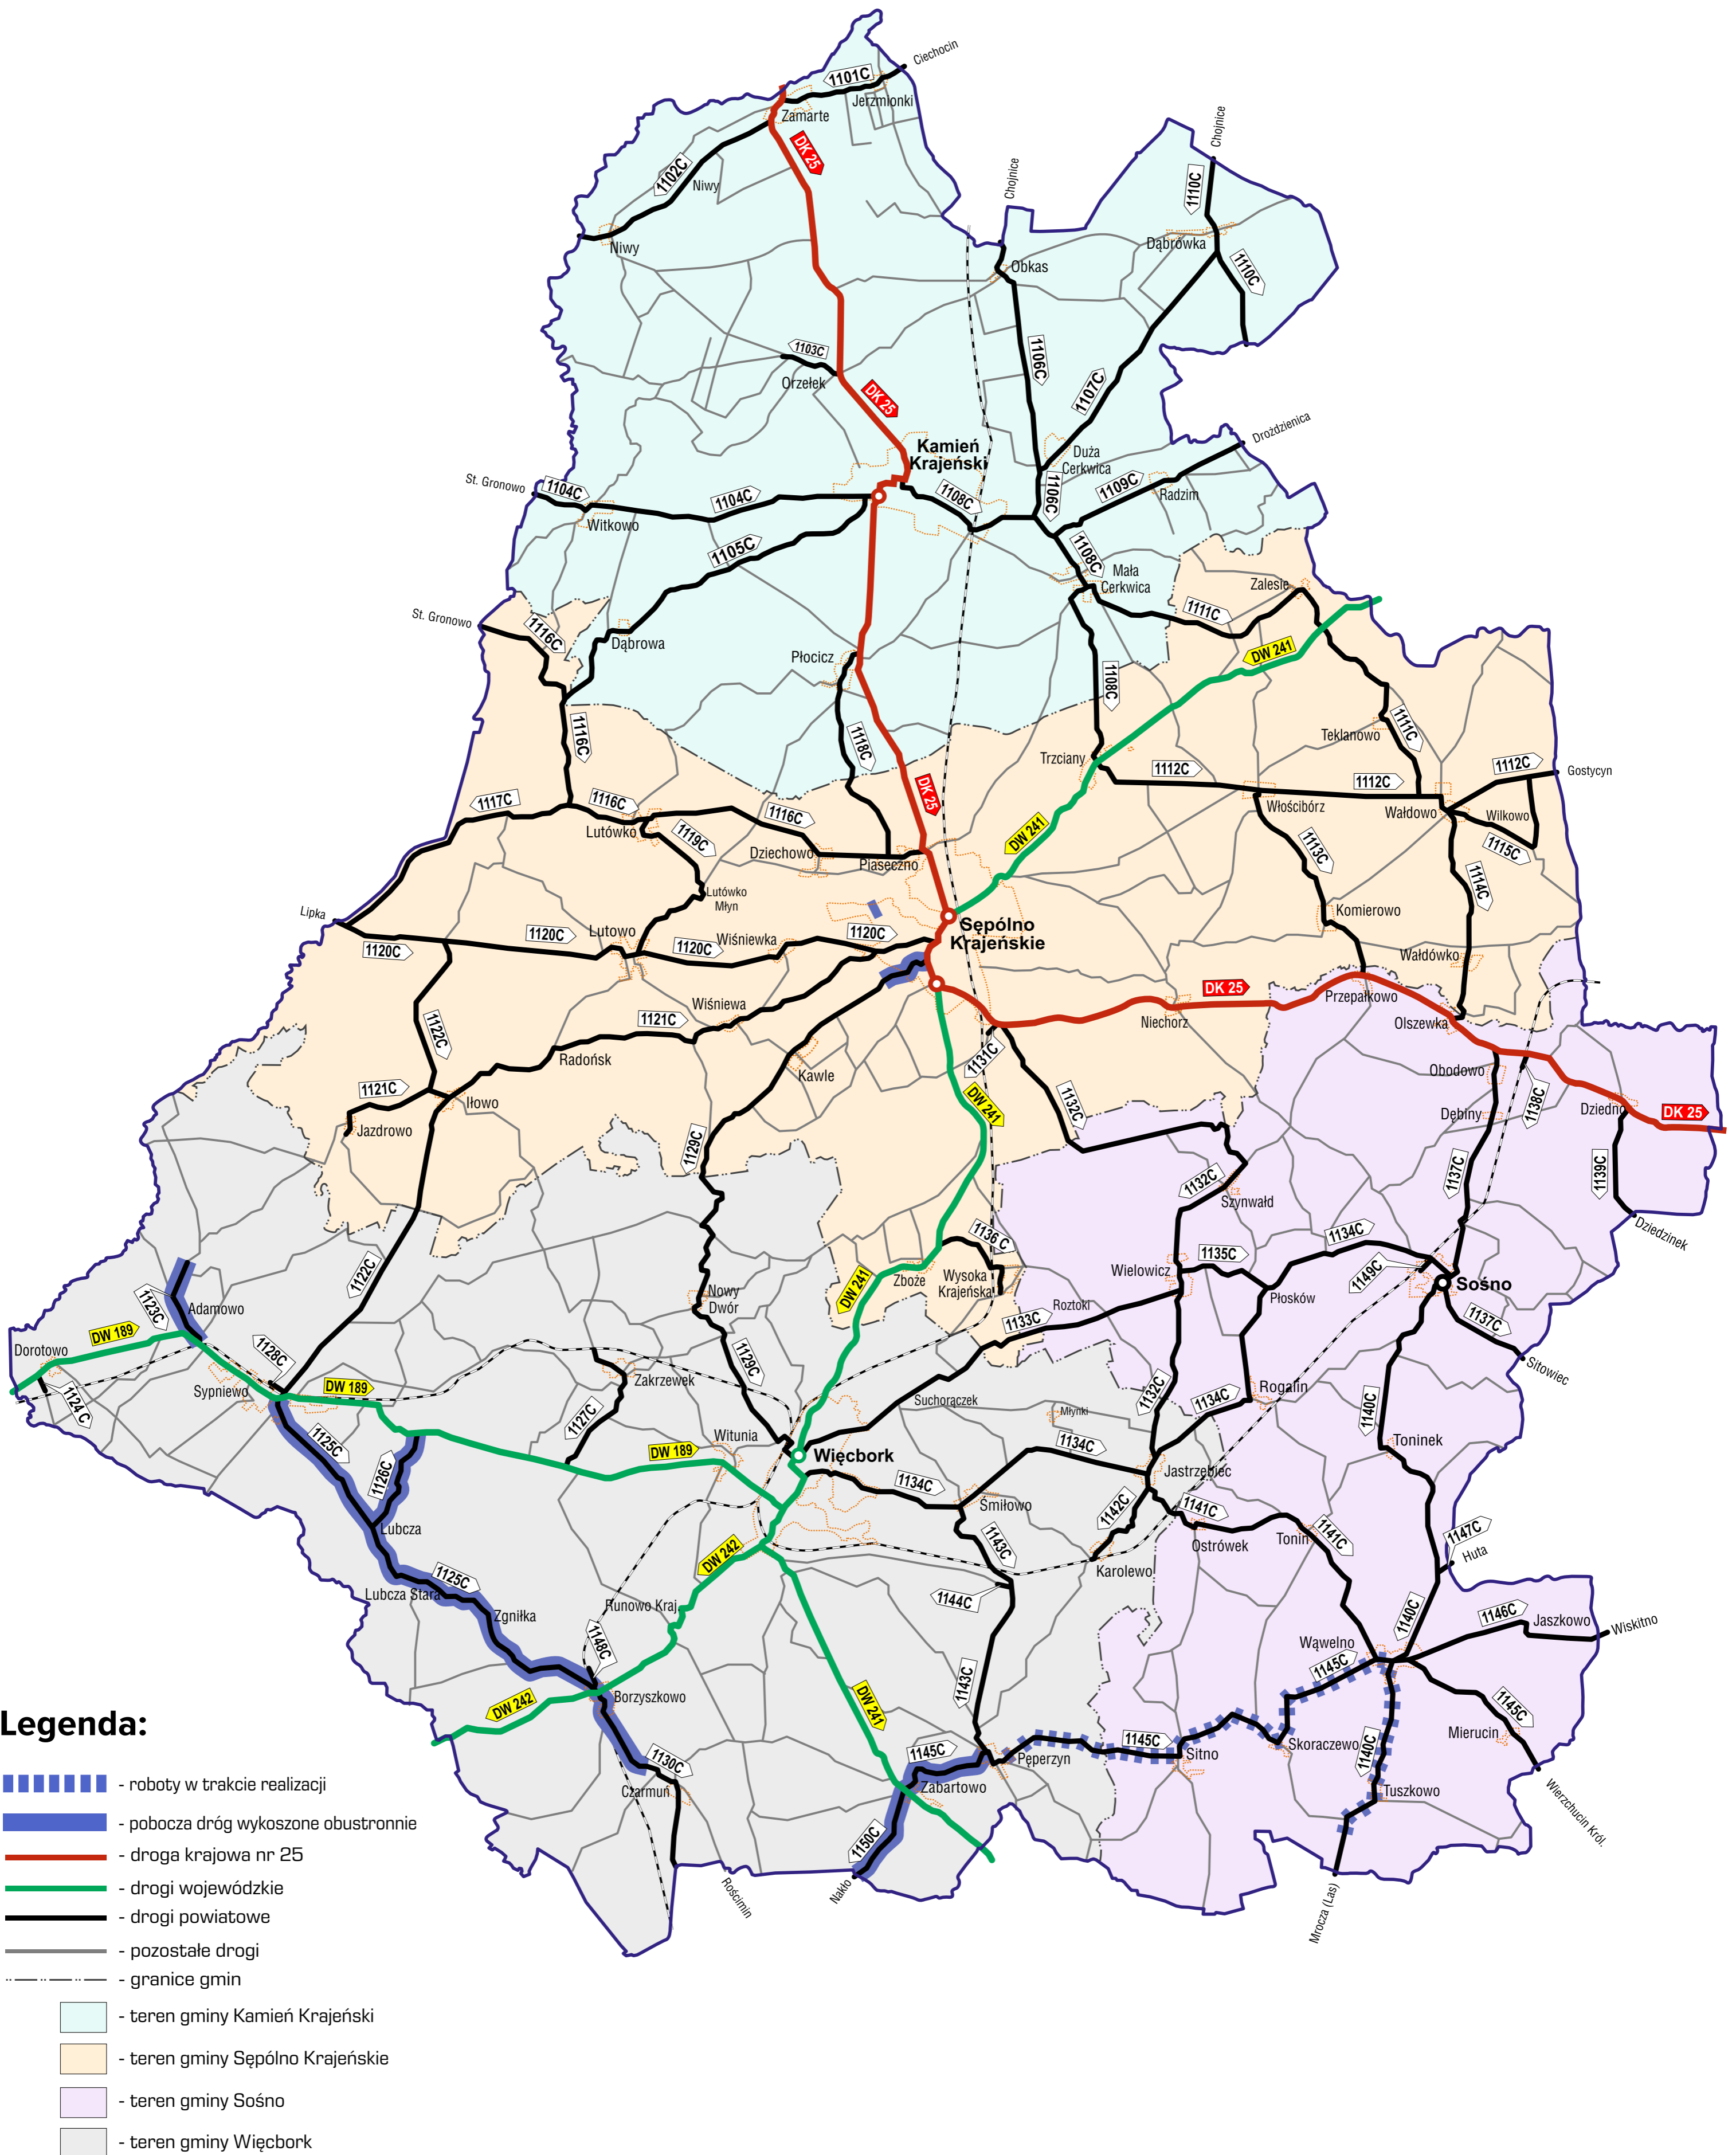 Ciechocin
1101C
Jerzmionki
Zamarte
DK 25
1102C
Niwy
Niwy
Chojnice
Chojnice
1110C
Dąbrówka
1110C
Obkas
1106C
1103C
Orzełek
DK 25
1107C
Kamień
Krajeński
Duża
Cerkwica
Drożdzienica
St. Gronowo
1104C
1104C
Witkowo
1108C
1106C
1109C
Radzim
1105C
1108C
Mała
Cerkwica
Zalesie
1111C
St. Gronowo
1116C
Dąbrowa
Płocicz
DW 241
1108C
1116C
1118C
Teklanowo
1111C
Trzciany
1112C
1112C
1112C
Gostycyn
DK 25
1117C
1116C
Lutówko
1116C
1119C
Dziechowo
Piaseczno
DW 241
Włościbórz
Wałdowo
Wilkowo
1115C
1113C
1114C
Lutówko
Młyn
Komierowo
Lipka
1120C
1120C
Lutowo
1120C
Wiśniewka
1120C
Sępólno
Krajeńskie
Wałdówko
Wiśniewa
DK 25
Przepałkowo
Niechorz
Olszewka
1122C
1121C
Radońsk
1131C
Kawle
Obodowo
1138C
1121C
Iłowo
Jazdrowo
DW 241
1132C
Dębiny
Dziedno
DK 25
1129C
1132C
Szynwałd
1137C
1139C
Dziedzinek
1136 C
1134C
1122C
Zboże
Wysoka
Krajeńska
Wielowicz
1135C
Płosków
1149C
Sośno
1123C
Adamowo
Nowy
Dwór
DW 241
Roztoki
1133C
1137C
Sitowiec
DW 189
Dorotowo
1128C
1129C
1124 C
Sypniewo
DW 189
Zakrzewek
Suchorączek
Młynki
1132C
1134C
Rogalin
1140C
1127C
1125C
1126C
Witunia
DW 189
Więcbork
1134C
Jastrzębiec
Toninek
1134C
Śmiłowo
1142C
1141C
Ostrówek
Tonin
1141C
1147C
Huta
Lubcza
DW 242
1143C
Karolewo
1125C
Lubcza Stara
Zgniłka
Runowo Kraj.
1144C
1140C
1146C
Jaszkowo
Wiskitno
1148C
Wąwelno
1145C
1143C
DW 242
Borzyszkowo
DW 241
1145C
Mierucin
1130C
1145C
Pęperzyn
1145C
Sitno
Skoraczewo
1140C
Czarmuń
Zabartowo
Tuszkowo
Wierzchucin Król.
1150C
Nakło
Rościmin
Mrocza (Las)
Legenda:
- roboty w trakcie realizacji
- pobocza dróg wykoszone obustronnie
- droga krajowa nr 25
- drogi wojewódzkie
- drogi powiatowe
- pozostałe drogi
- granice gmin
- teren gminy Kamień Krajeński
- teren gminy Sępólno Krajeńskie
- teren gminy Sośno
- teren gminy Więcbork